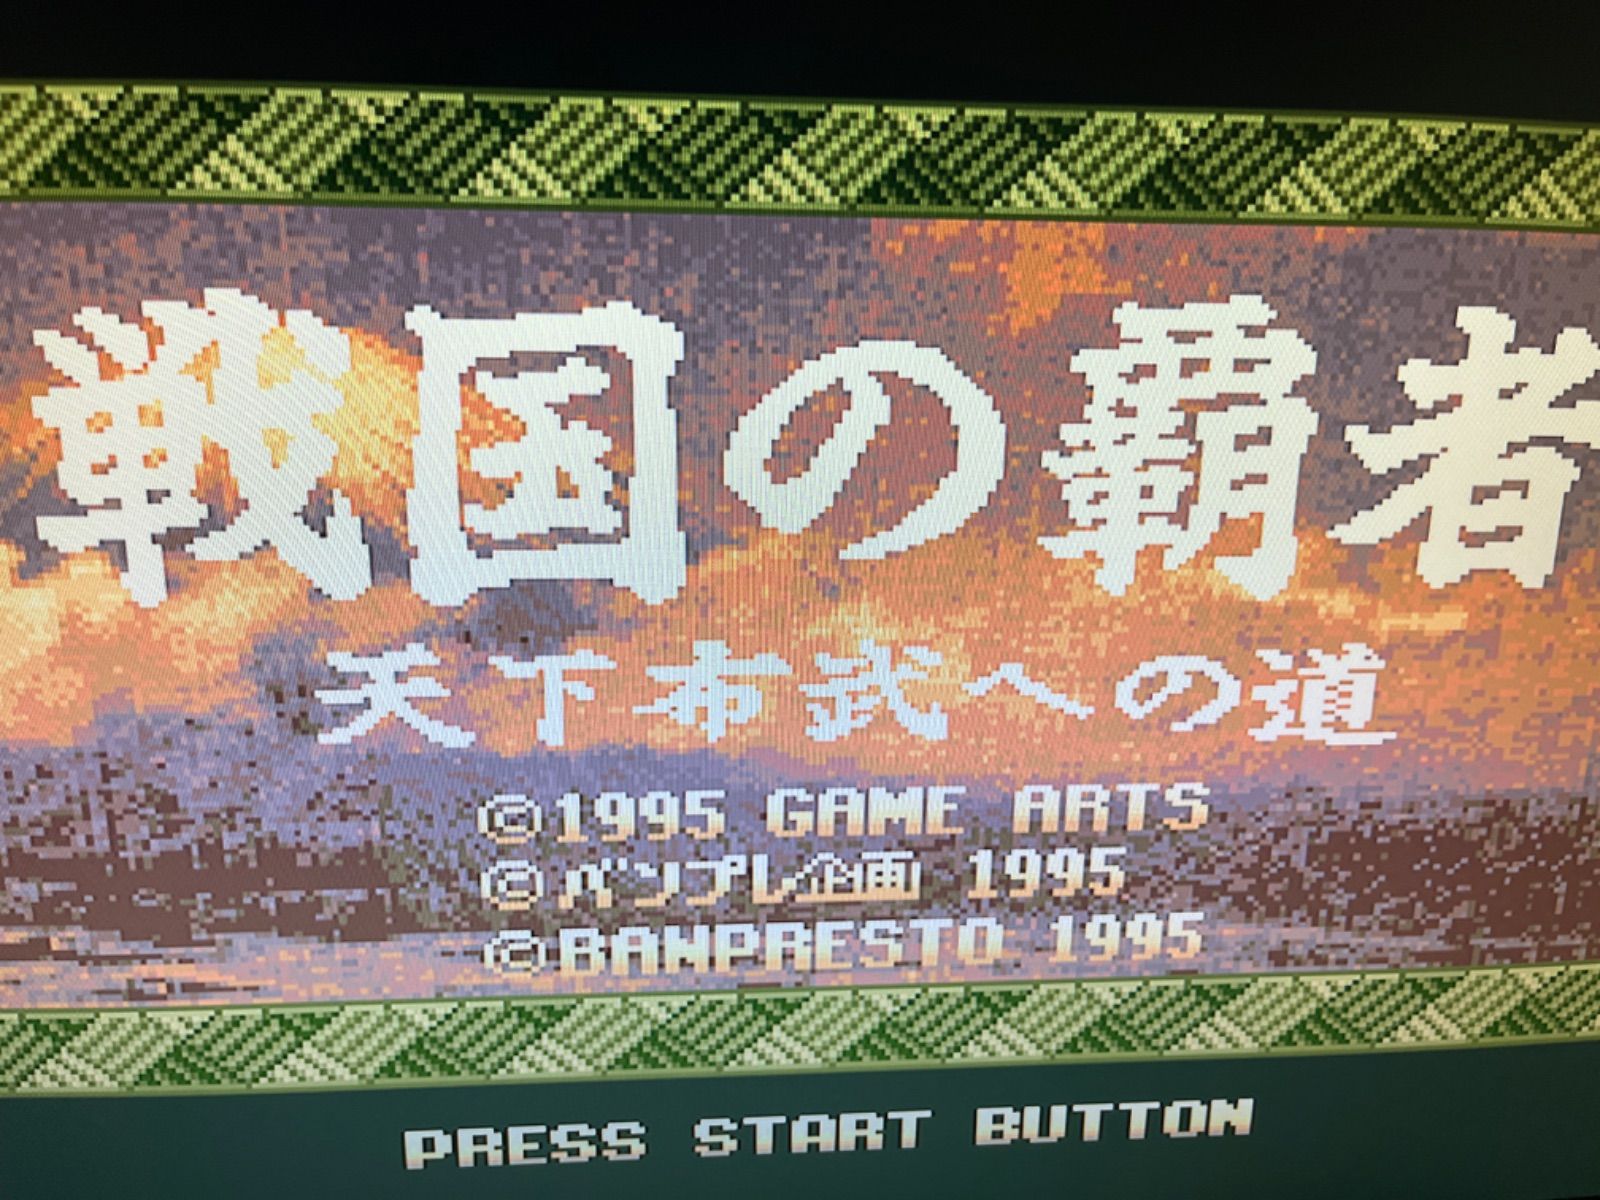 戦国の覇者
天下布武への道
©1995 GAME ARTS
©ベンプレ企画 1995
©BANPRESTO 1995
PRESS START BUTTON